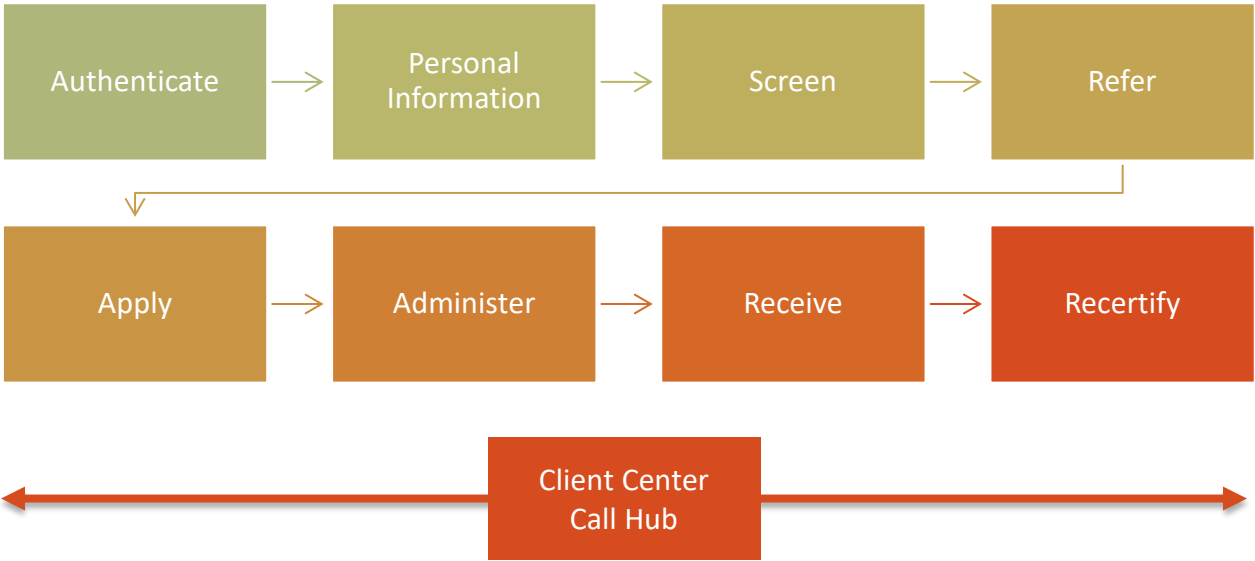 Authenticate
Personal
Information
Screen
Refer
Apply
Administer
Receive
Recertify
Client Center
Call Hub